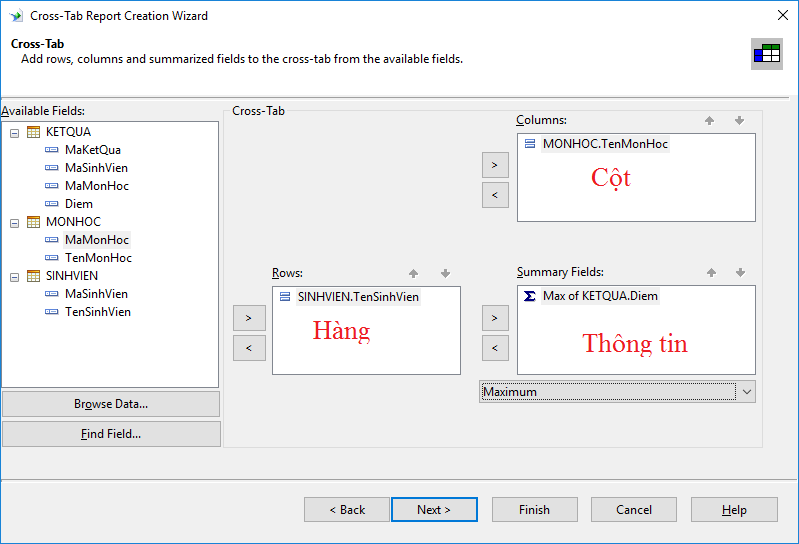 Cross-Tab Report Creation Wizard
Cross-Tab
Add rows, columns and summarized fields to the cross-tab from the available fields.
Available Fields:
KETQUA
MaKetQua
MaSinhVien
MaMonHoc
Diem
MONHOC
MaMonHoc
TenMonHoc
SINHVIEN
MaSinhVien
TenSinhVien
Browse Data...
Find Field...
Cross-Tab
Columns:
>
<
MONHOC.TenMonHoc
Cột
Rows:
>
<
SINHVIEN.TenSinhVien
Hàng
Summary Fields:
>
<
Max of KETQUA.Diem
Thông tin
Maximum
< Back
Next >
Finish
Cancel
Help